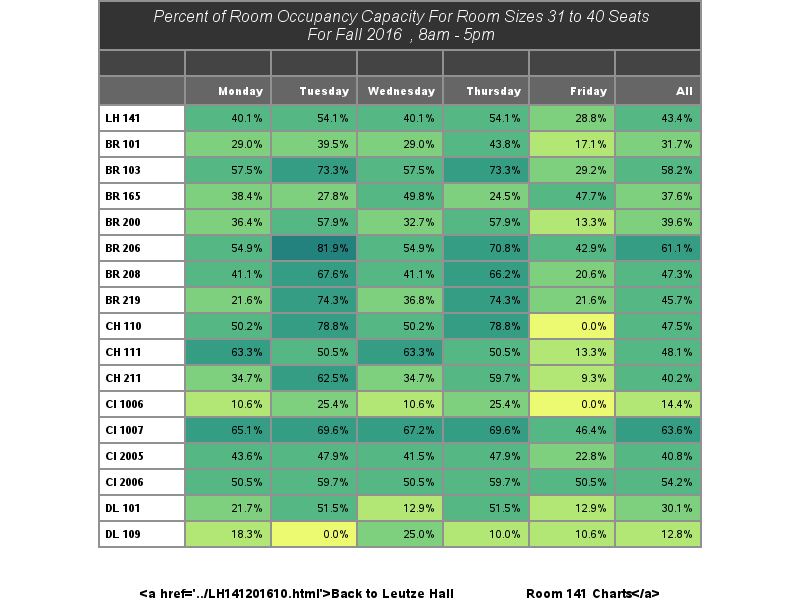 Percent of Room Occupancy Capacity For Room Sizes 31 to 40 Seats
For Fall 2016 , 8am - 5pm
Monday Tuesday Wednesday Thursday Friday All
LH 141 40.1% 54.1% 40.1% 54.1% 28.8% 43.4%
BR 101 29.0% 39.5% 29.0% 43.8% 17.1% 31.7%
BR 103 57.5% 73.3% 57.5% 73.3% 29.2% 58.2%
BR 165 38.4% 27.8% 49.8% 24.5% 47.7% 37.6%
BR 200 36.4% 57.9% 32.7% 57.9% 13.3% 39.6%
BR 206 54.9% 81.9% 54.9% 70.8% 42.9% 61.1%
BR 208 41.1% 67.6% 41.1% 66.2% 20.6% 47.3%
BR 219 21.6% 74.3% 36.8% 74.3% 21.6% 45.7%
CH 110 50.2% 78.8% 50.2% 78.8% 0.0% 47.5%
CH 111 63.3% 50.5% 63.3% 50.5% 13.3% 48.1%
CH 211 34.7% 62.5% 34.7% 59.7% 9.3% 40.2%
CI 1006 10.6% 25.4% 10.6% 25.4% 0.0% 14.4%
CI 1007 65.1% 69.6% 67.2% 69.6% 46.4% 63.6%
CI 2005 43.6% 47.9% 41.5% 47.9% 22.8% 40.8%
CI 2006 50.5% 59.7% 50.5% 59.7% 50.5% 54.2%
DL 101 21.7% 51.5% 12.9% 51.5% 12.9% 30.1%
DL 109 18.3% 0.0% 25.0% 10.0% 10.6% 12.8%
<a href='../LH141201610.html'>Back to Leutze Hall Room 141 Charts</a>